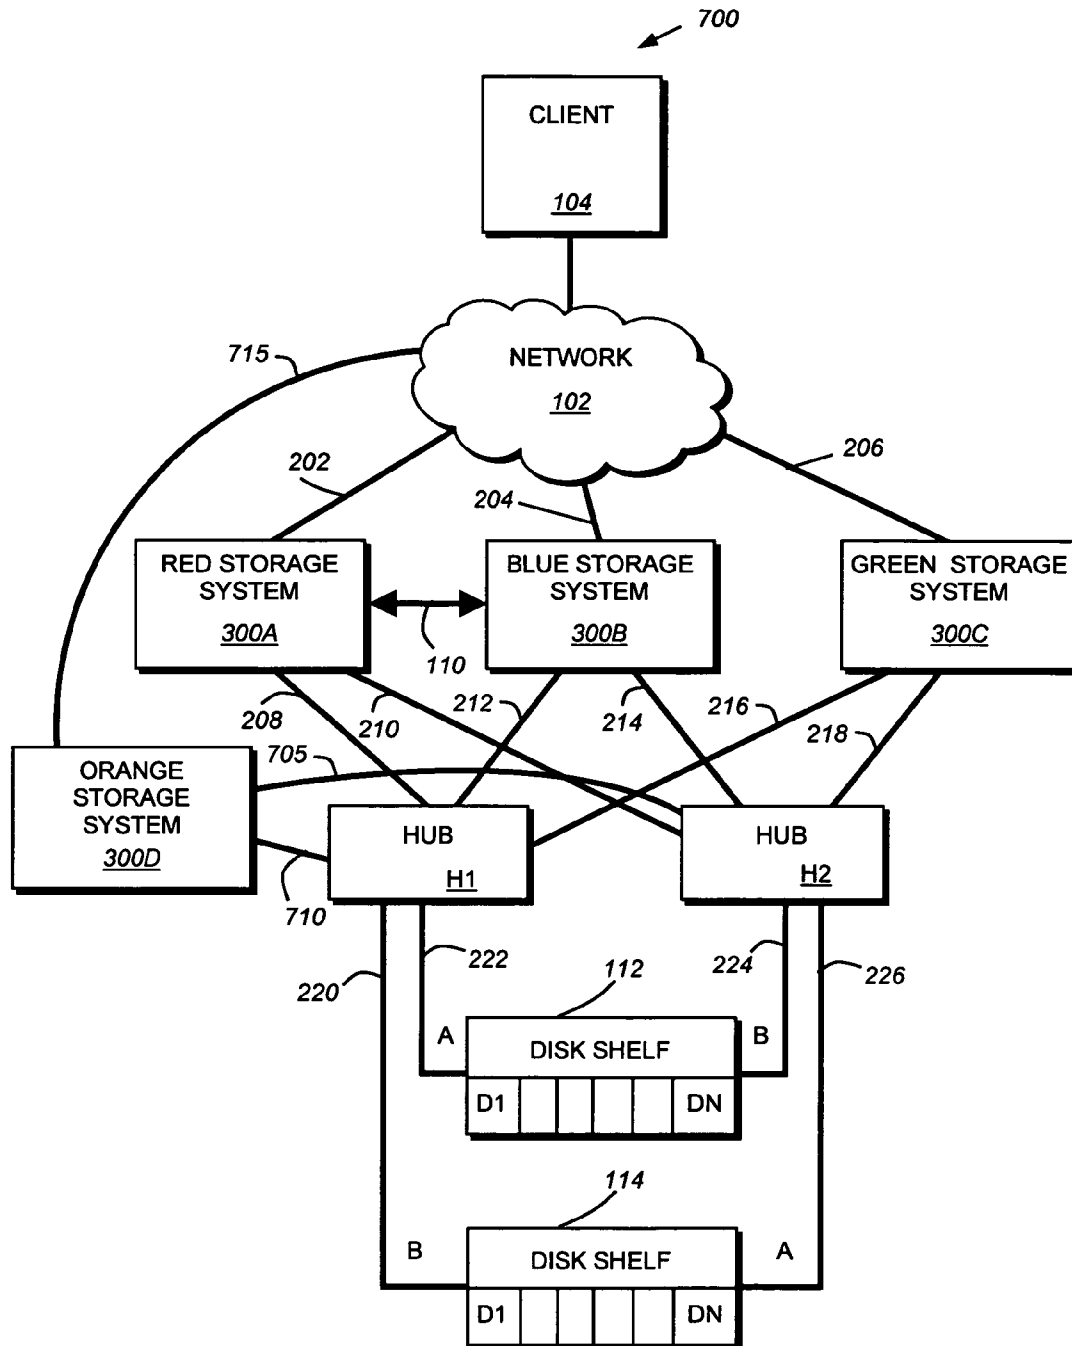 700
CLIENT
104
715
NETWORK
102
202
204
206
RED STORAGE
SYSTEM
300A
110
BLUE STORAGE
SYSTEM
300B
GREEN STORAGE
SYSTEM
300C
208
210
212
214
216
218
705
ORANGE
STORAGE
SYSTEM
300D
710
HUB
H1
HUB
H2
220
222
224
226
112
A
DISK SHELF
B
D1
DN
114
B
DISK SHELF
A
D1
DN